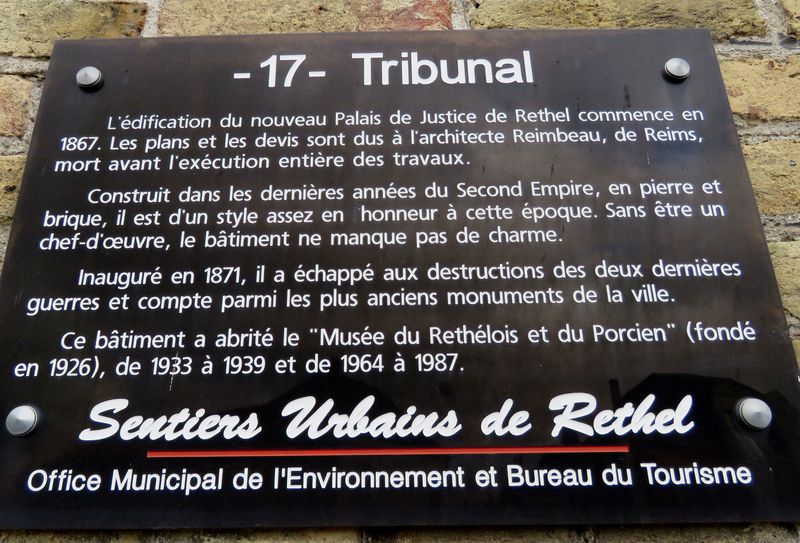 -17- Tribunal
L'édification du nouveau Palais de Justice de Rethel commence en
1867. Les plans et les devis sont dus à l'architecte Reimbeau, de Reims,
mort avant l'exécution entière des travaux.
Construit dans les dernières années du Second Empire, en pierre et
brique, il est d'un style assez en honneur à cette époque. Sans être un
chef-d'œuvre, le bâtiment ne manque pas de charme.
Inauguré en 1871, il a échappé aux destructions des deux dernières
guerres et compte parmi les plus anciens monuments de la ville.
Ce bâtiment a abrité le "Musée du Rethélois et du Porcien" (fondé
en 1926), de 1933 à 1939 et de 1964 à 1987.
Sentiers Urbains de Rethel
Office Municipal de l'Environnement et Bureau du Tourisme